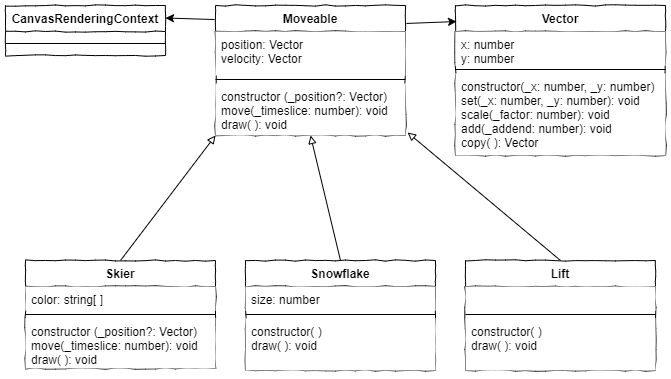 CanvasRenderingContext
Moveable
position: Vector
velocity: Vector
constructor (_position?: Vector)
move(_timeslice: number): void
draw( ): void
Vector
x: number
y: number
constructor(_x: number, _y: number)
set(_x: number, _y: number): void
scale(_factor: number): void
add(_addend: number): void
copy( ): Vector
Skier
color: string[ ]
constructor (_position?: Vector)
move(_timeslice: number): void
draw( ): void
Snowflake
size: number
constructor( )
draw( ): void
Lift
constructor( )
draw( ): void